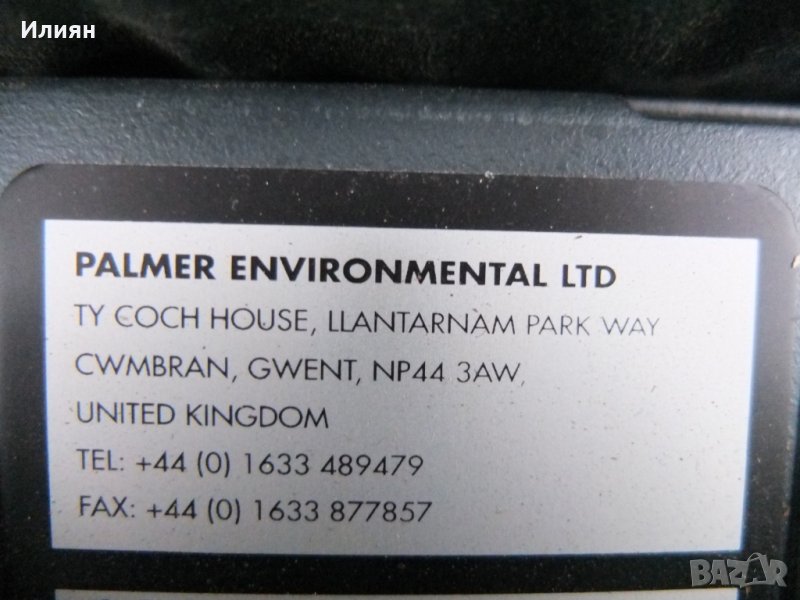 Илиян
PALMER ENVIRONMENTAL LTD
TY COCH HOUSE, LLANTARNAM PARK WAY
CWMBRAN, GWENT, NP44 3AW,
UNITED KINGDOM
TEL: +44 (0) 1633 489479
FAX: +44 (0) 1633 877857
BAZAR